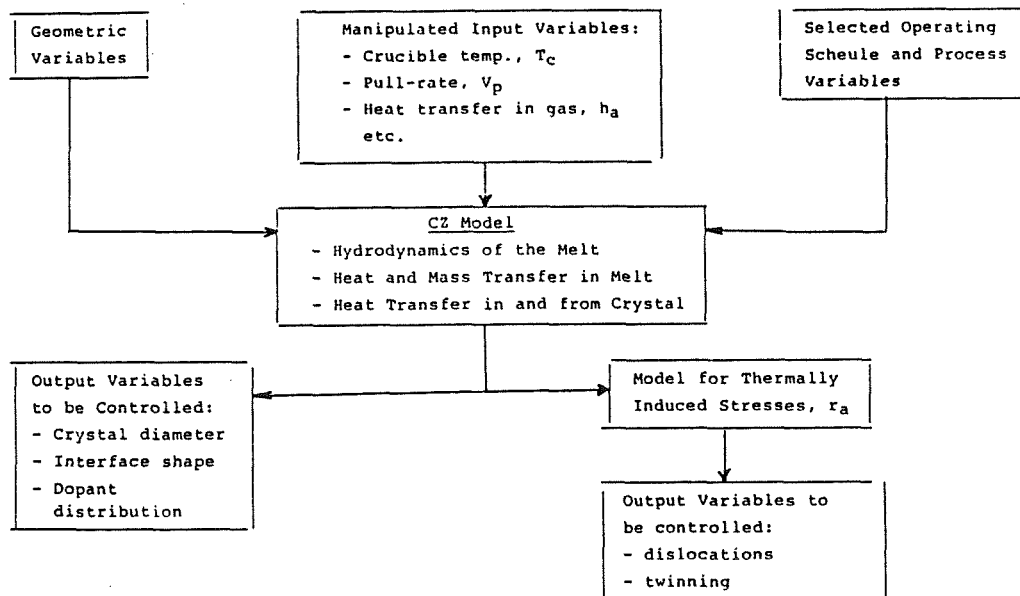 Geometric
Variables
Manipulated Input Variables:
- Crucible temp., Tc
- Pull-rate, Vp
- Heat transfer in gas, ha
etc.
Selected Operating
Scheule and Process
Variables
CZ Model
- Hydrodynamics of the Melt
- Heat and Mass Transfer in Melt
- Heat Transfer in and from Crystal
Output Variables
to be Controlled:
- Crystal diameter
- Interface shape
- Dopant
distribution
Model for Thermally
Induced Stresses, ra
Output Variables to
be controlled:
- dislocations
- twinning